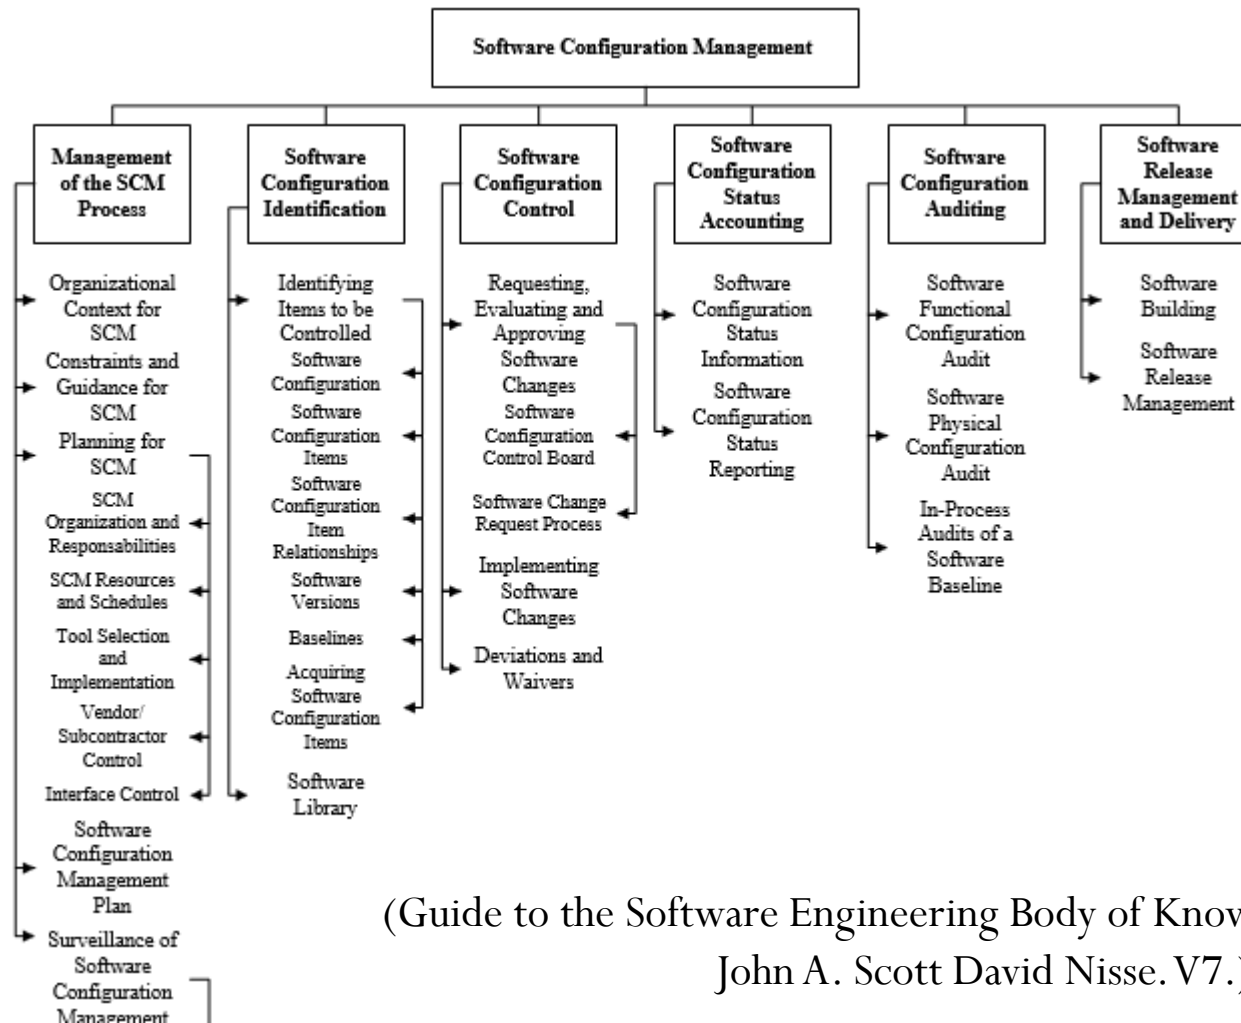 Software Configuration Management
Management
of the SCM
Process
Software
Configuration
Identification
Software
Configuration
Control
Software
Configuration
Status
Accounting
Software
Configuration
Auditing
Software
Release
Management
and Delivery
Organizational
Context for
SCM
Constraints and
Guidance for
SCM
Planning for
SCM
SCM
Organization and
Responsabilities
SCM Resources
and Schedules
Tool Selection
and
Implementation
Vendor/
Subcontractor
Control
Interface Control
Software
Configuration
Management
Plan
Surveillance of
Software
Configuration
Management
Identifying
Items to be
Controlled
Software
Configuration
Software
Configuration
Items
Software
Configuration
Item
Relationships
Software
Versions
Baselines
Acquiring
Software
Configuration
Items
Software
Library
Requesting,
Evaluating and
Approving
Software
Changes
Software
Configuration
Control Board
Software Change
Request Process
Implementing
Software
Changes
Deviations and
Waivers
Software
Configuration
Status
Information
Software
Configuration
Status
Reporting
Software
Functional
Configuration
Audit
Software
Physical
Configuration
Audit
In-Process
Audits of a
Software
Baseline
Software
Building
Software
Release
Management
(Guide to the Software Engineering Body of Know
John A. Scott David Nisse. V7.)